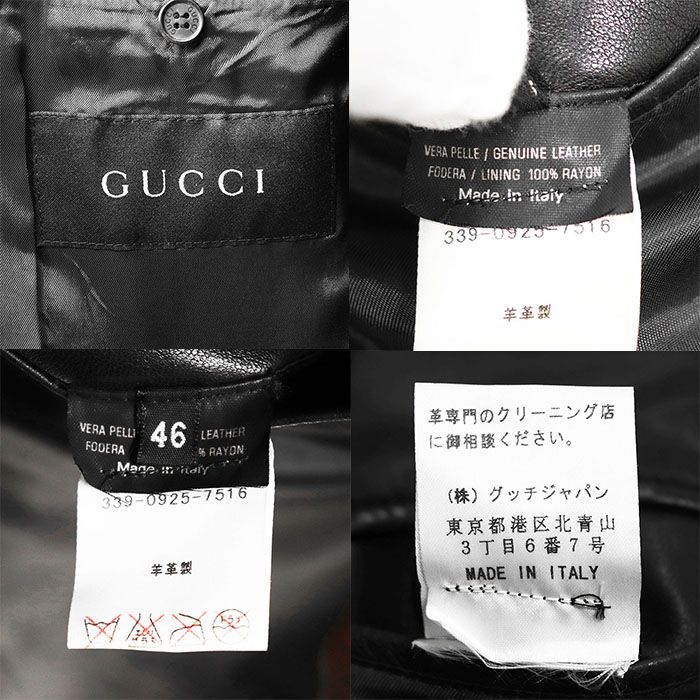 GUCCI
VERA PELLE / GENUINE LEATHER
FODERA / LINING 100% RAYON
Made in Italy
339-0925-7516
羊革製
VERA PELLE 46 LEATHER
FODERA % RAYON
Made in Italy
339-0925-7516
羊革製
革専門のクリーニング店
に御相談ください。
(株) グッチジャパン
東京都港区北青山
3丁目6番7号
MADE IN ITALY